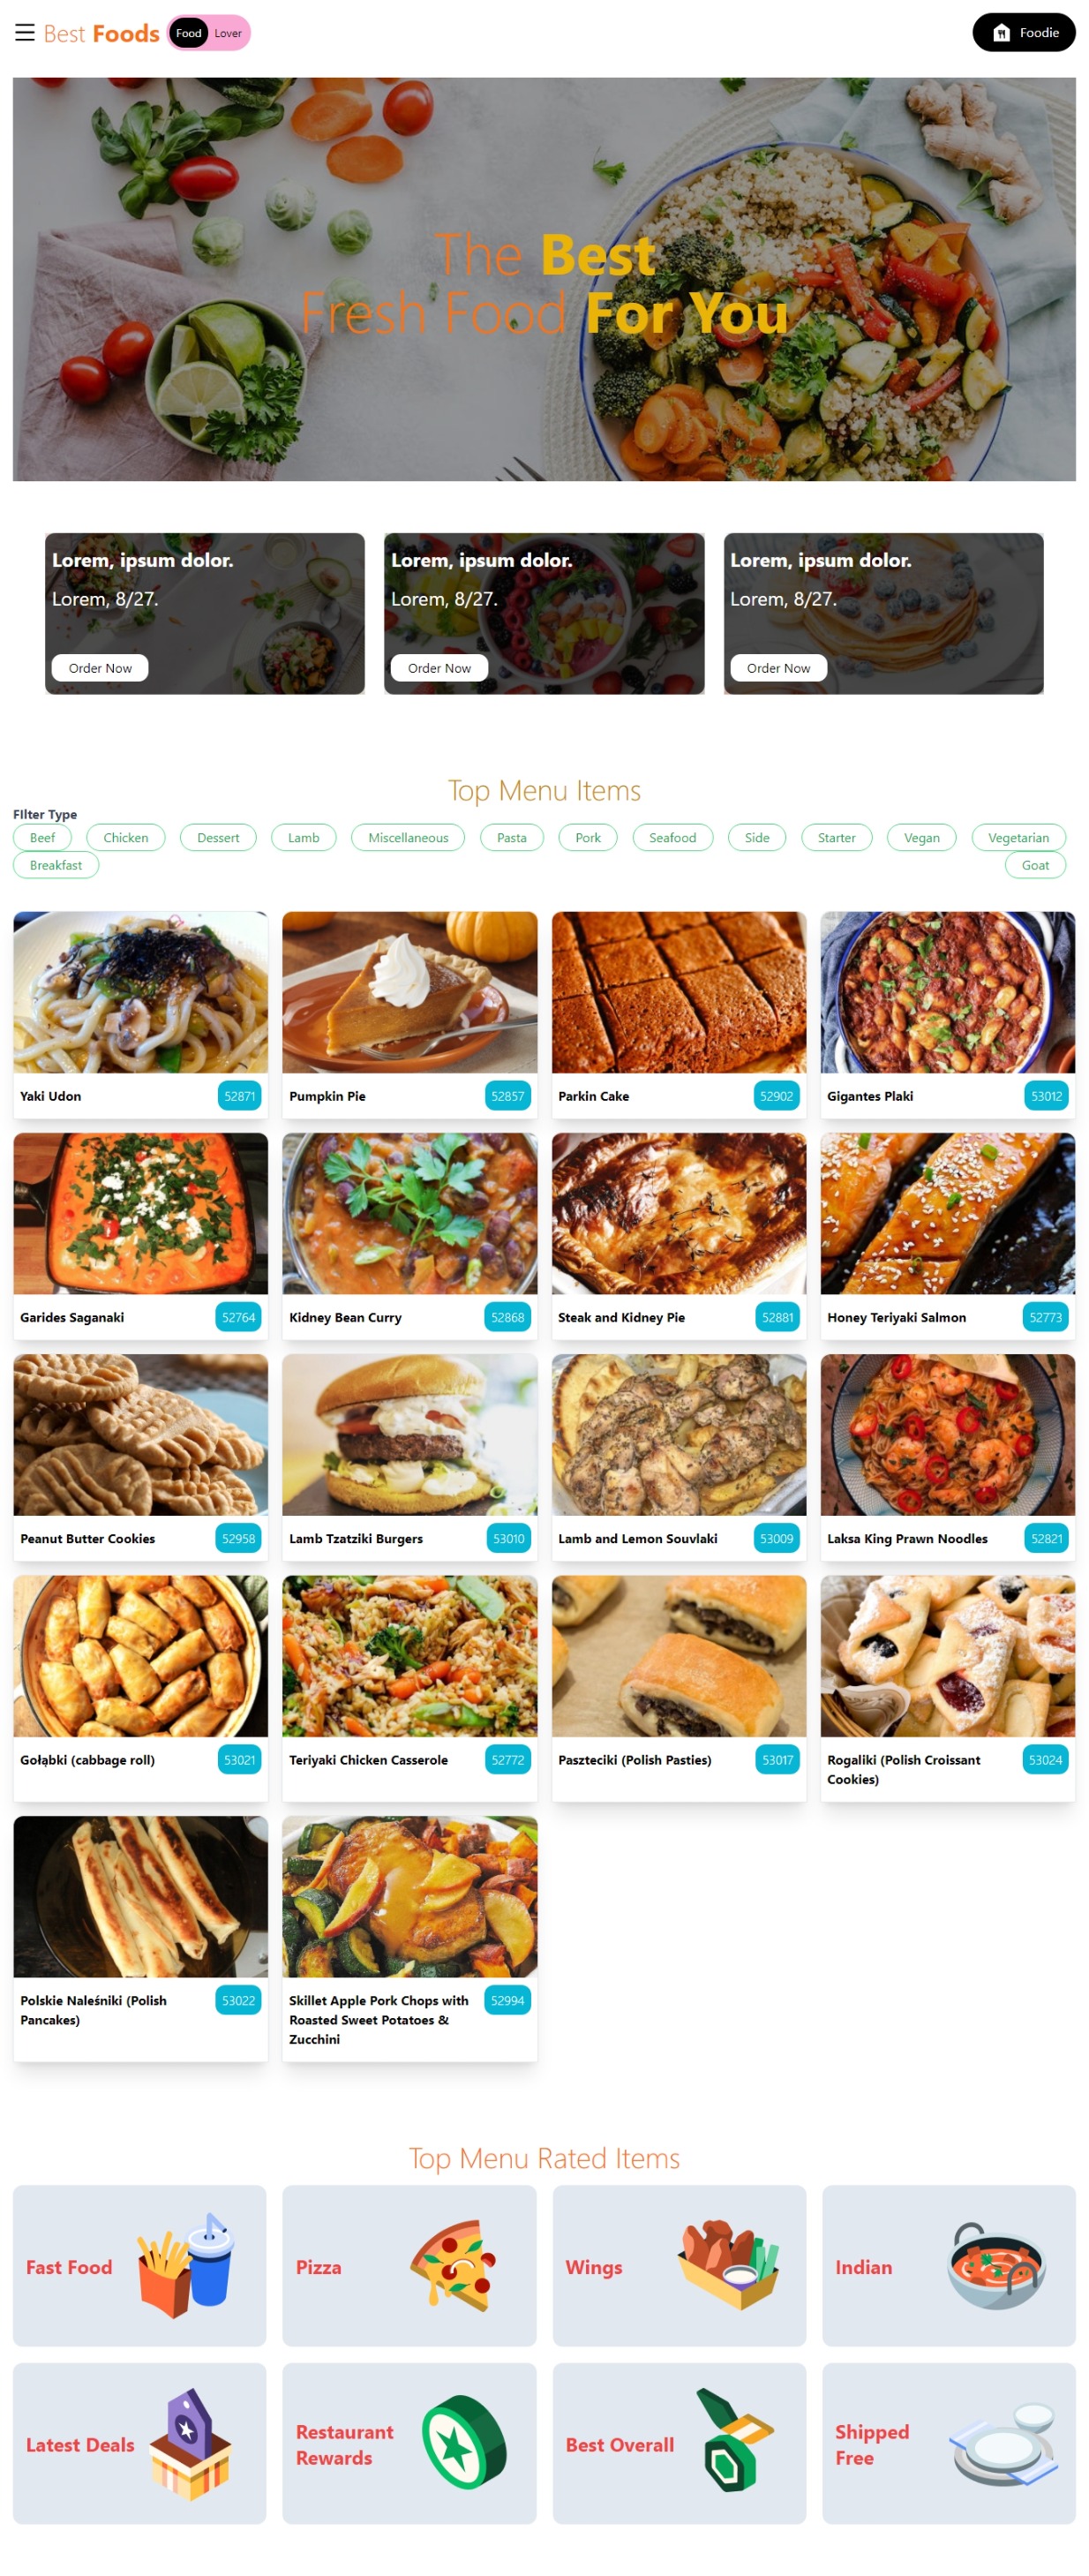 Best Foods
Food Lover
Foodie
The Best
Fresh Food For You
Lorem, ipsum dolor.
Lorem, 8/27.
Order Now
Lorem, ipsum dolor.
Lorem, 8/27.
Order Now
Lorem, ipsum dolor.
Lorem, 8/27.
Order Now
Top Menu Items
Filter Type
Beef Chicken Dessert Lamb Miscellaneous Pasta Pork Seafood Side Starter Vegan Vegetarian
Breakfast Goat
Yaki Udon 52871
Pumpkin Pie 52857
Parkin Cake 52902
Gigantes Plaki 53012
Garides Saganaki 52764
Kidney Bean Curry 52868
Steak and Kidney Pie 52881
Honey Teriyaki Salmon 52773
Peanut Butter Cookies 52958
Lamb Tzatziki Burgers 53010
Lamb and Lemon Souvlaki 53009
Laksa King Prawn Noodles 52821
Gołąbki (cabbage roll) 53021
Teriyaki Chicken Casserole 52772
Paszteciki (Polish Pasties) 53017
Rogaliki (Polish Croissant 53024
Cookies)
Polskie Naleśniki (Polish 53022
Pancakes)
Skillet Apple Pork Chops with 52994
Roasted Sweet Potatoes &
Zucchini
Top Menu Rated Items
Fast Food
Pizza
Wings
Indian
Latest Deals
Restaurant
Rewards
Best Overall
Shipped
Free